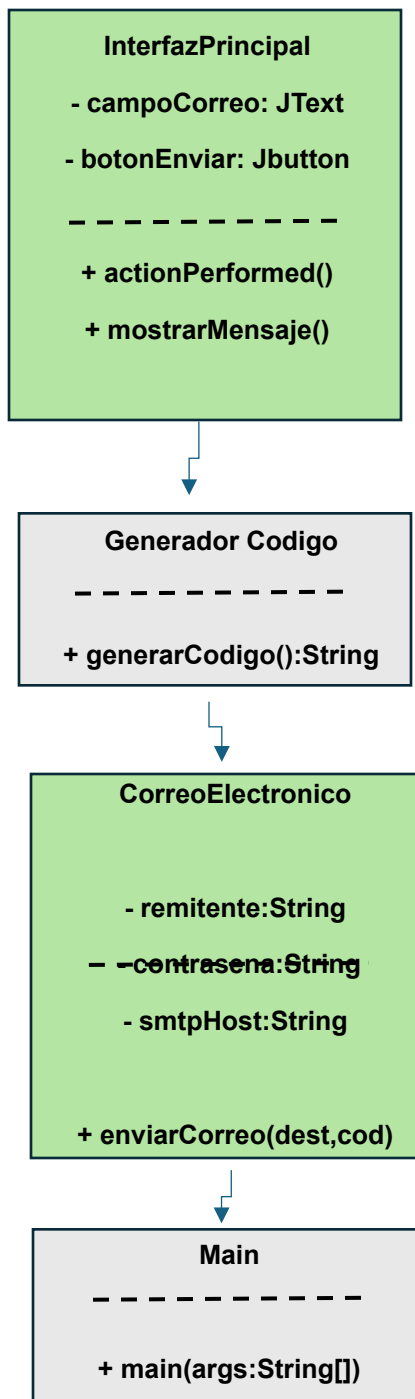 InterfazPrincipal
- campoCorreo: JText
- botonEnviar: Jbutton
+ actionPerformed()
+ mostrarMensaje()
Generador Codigo
+ generarCodigo():String
CorreoElectronico
- remitente:String
- contrasena:String
- smtpHost:String
+ enviarCorreo(dest,cod)
Main
+ main(args:String[])